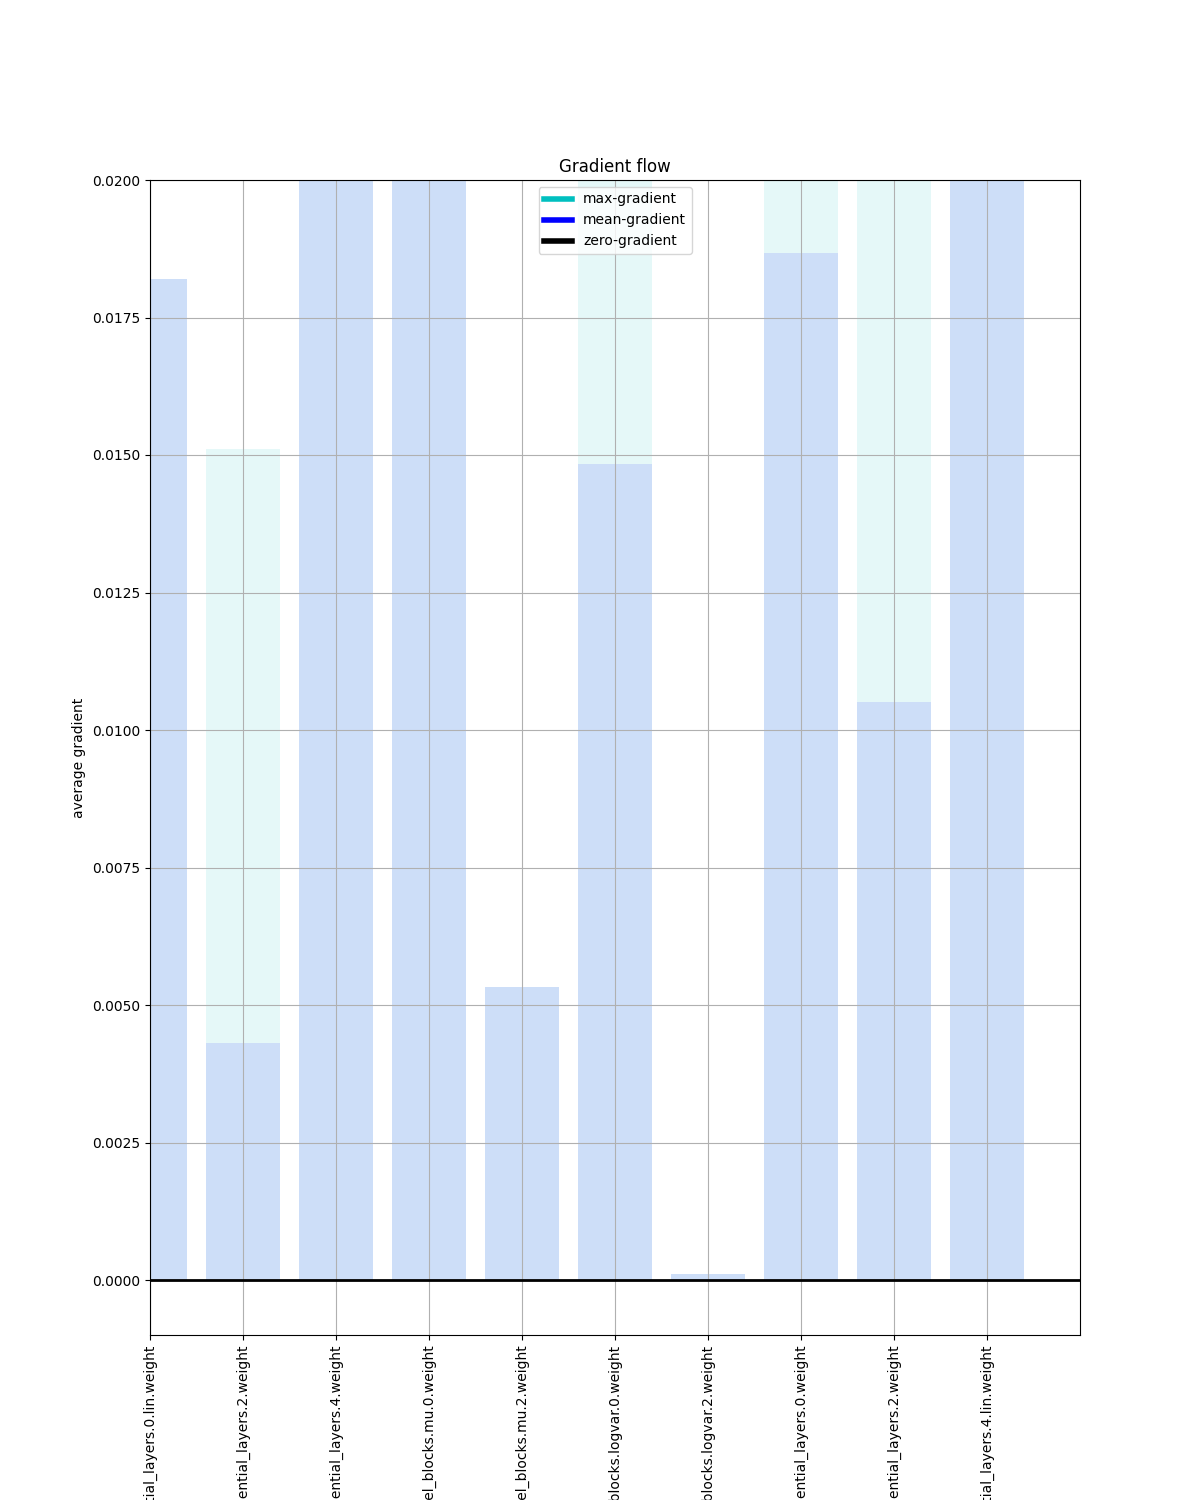 Gradient flow
max-gradient
mean-gradient
zero-gradient
0.0200
0.0175
0.0150
0.0125
0.0100
0.0075
0.0050
0.0025
0.0000
average gradient
tial_layers.0.lin.weight
ential_layers.2.weight
ential_layers.4.weight
el_blocks.mu.0.weight
el_blocks.mu.2.weight
blocks.logvar.0.weight
blocks.logvar.2.weight
ential_layers.0.weight
ential_layers.2.weight
tial_layers.4.lin.weight